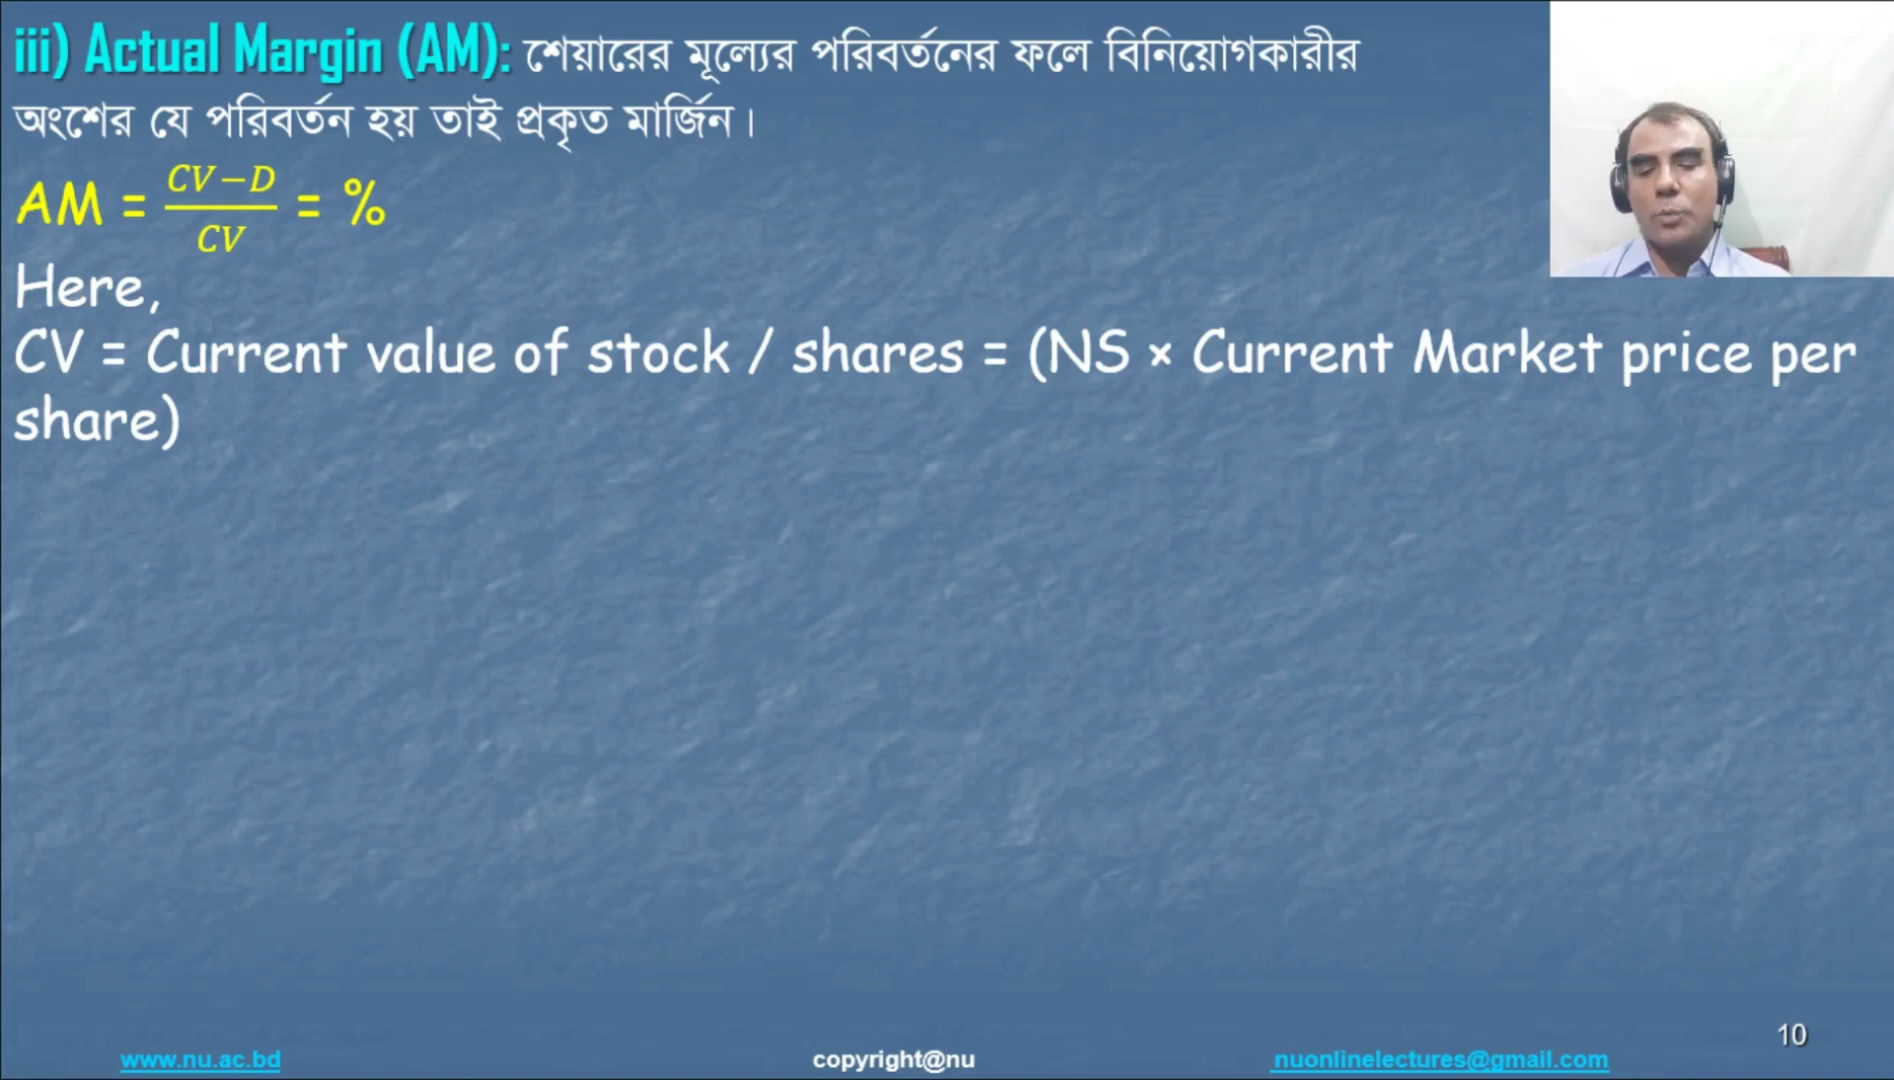 iii) Actual Margin (AM): শেয়ারের মূল্যের পরিবর্তনের ফলে বিনিয়োগকারীর
অংশের যে পরিবর্তন হয় তাই প্রকৃত মার্জিন।
AM = \frac{CV-D}{CV} = %
Here,
CV = Current value of stock / shares = (NS × Current Market price per
share)
10
www.nu.ac.bd copyright@nu nuonlinelectures@gmail.com